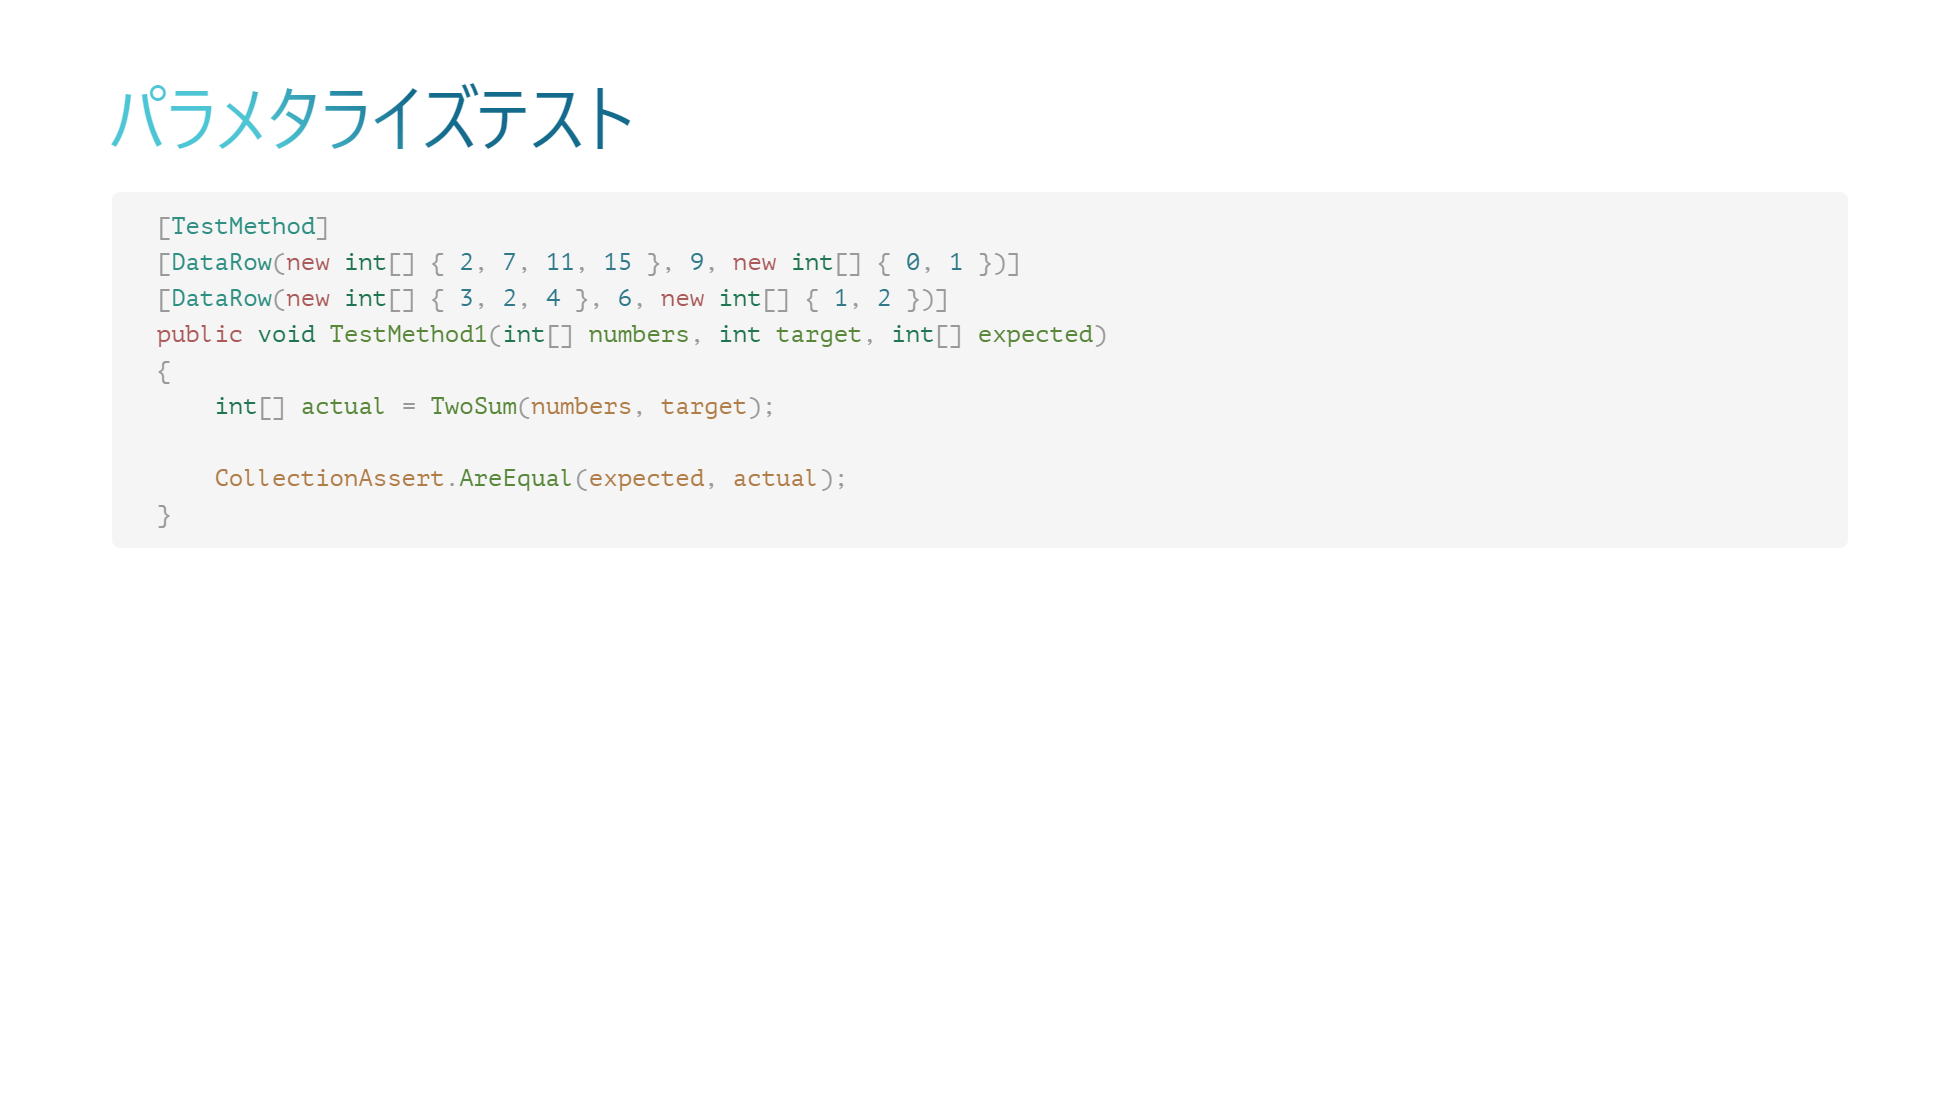 パラメタライズテスト
[TestMethod]
[DataRow(new int[] { 2, 7, 11, 15 }, 9, new int[] { 0, 1 })]
[DataRow(new int[] { 3, 2, 4 }, 6, new int[] { 1, 2 })]
public void TestMethod1(int[] numbers, int target, int[] expected)
{
    int[] actual = TwoSum(numbers, target);
    CollectionAssert.AreEqual(expected, actual);
}